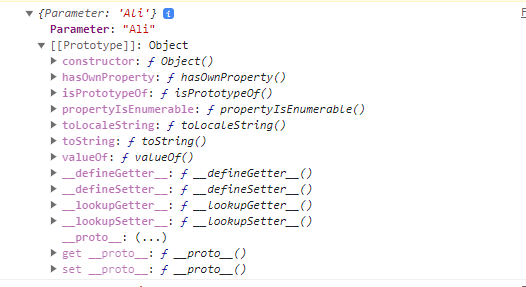 ▼ {Parameter: 'Ali'} i
Parameter: "Ali"
▼ [[Prototype]]: Object
▶ constructor: ƒ Object()
▶ hasOwnProperty: ƒ hasOwnProperty()
▶ isPrototypeOf: ƒ isPrototypeOf()
▶ propertyIsEnumerable: ƒ propertyIsEnumerable()
▶ toLocaleString: ƒ toLocaleString()
▶ toString: ƒ toString()
▶ valueOf: ƒ valueOf()
▶ __defineGetter__: ƒ __defineGetter__()
▶ __defineSetter__: ƒ __defineSetter__()
▶ __lookupGetter__: ƒ __lookupGetter__()
▶ __lookupSetter__: ƒ __lookupSetter__()
__proto__: (...)
▶ get __proto__: ƒ __proto__()
▶ set __proto__: ƒ __proto__()